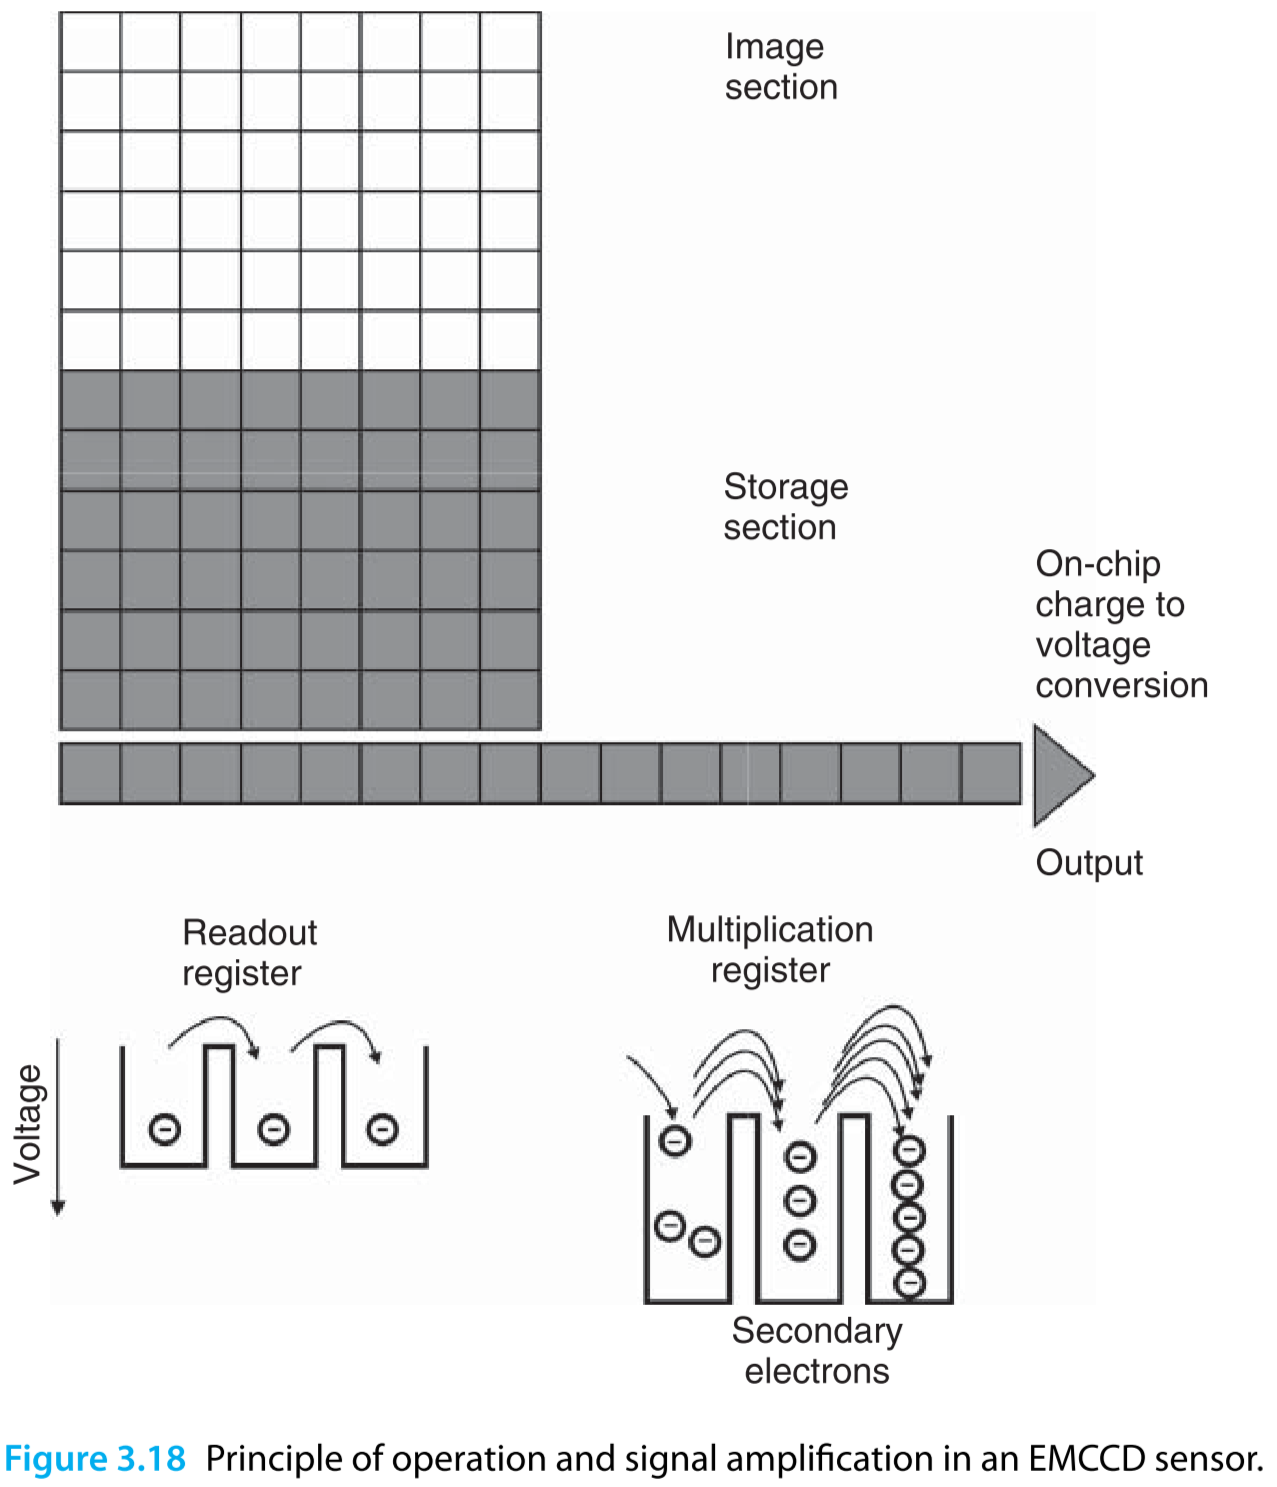 Image
section
Storage
section
On-chip
charge to
voltage
conversion
Output
Readout
register
Multiplication
register
Voltage
Secondary
electrons
Figure 3.18 Principle of operation and signal amplification in an EMCCD sensor.